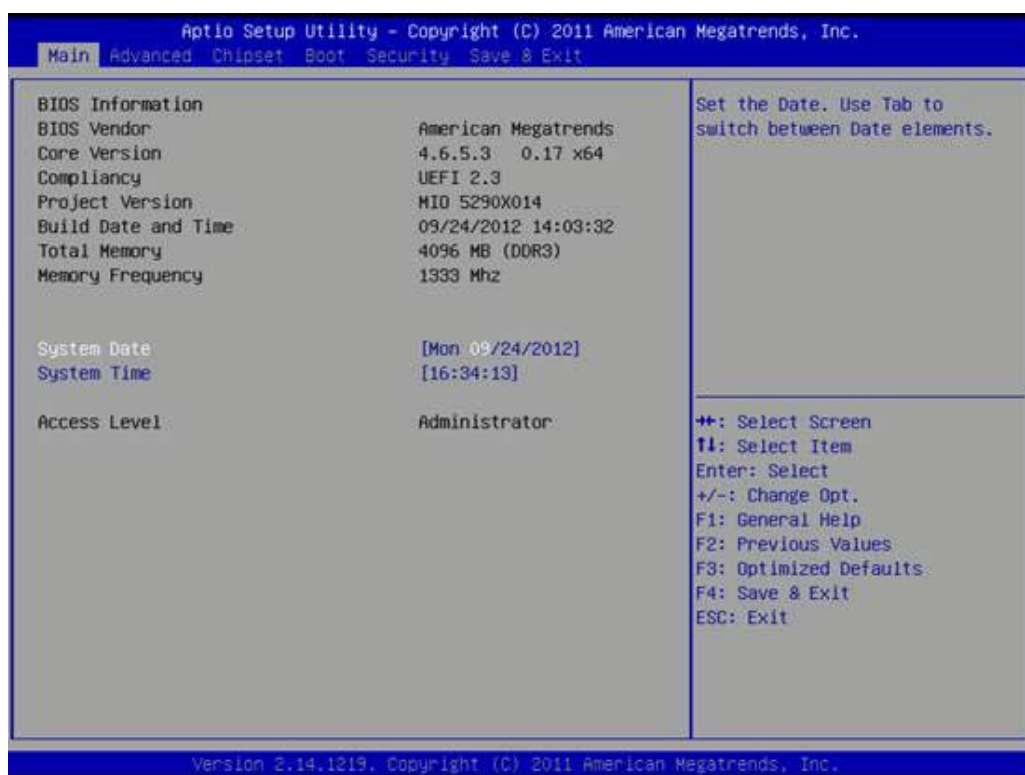 Aptio Setup Utility - Copyright (C) 2011 American Megatrends, Inc.
Main Advanced Chipset Boot Security Save & Exit
BIOS Information
BIOS Vendor American Megatrends
Core Version 4.6.5.3 0.17 x64
Compliancy UEFI 2.3
Project Version MIO 5290X014
Build Date and Time 09/24/2012 14:03:32
Total Memory 4096 MB (DDR3)
Memory Frequency 1333 Mhz
System Date [Mon 09/24/2012]
System Time [16:34:13]
Access Level Administrator
Set the Date. Use Tab to
switch between Date elements.
→←: Select Screen
↑↓: Select Item
Enter: Select
+/-: Change Opt.
F1: General Help
F2: Previous Values
F3: Optimized Defaults
F4: Save & Exit
ESC: Exit
Version 2.14.1219. Copyright (C) 2011 American Megatrends, Inc.